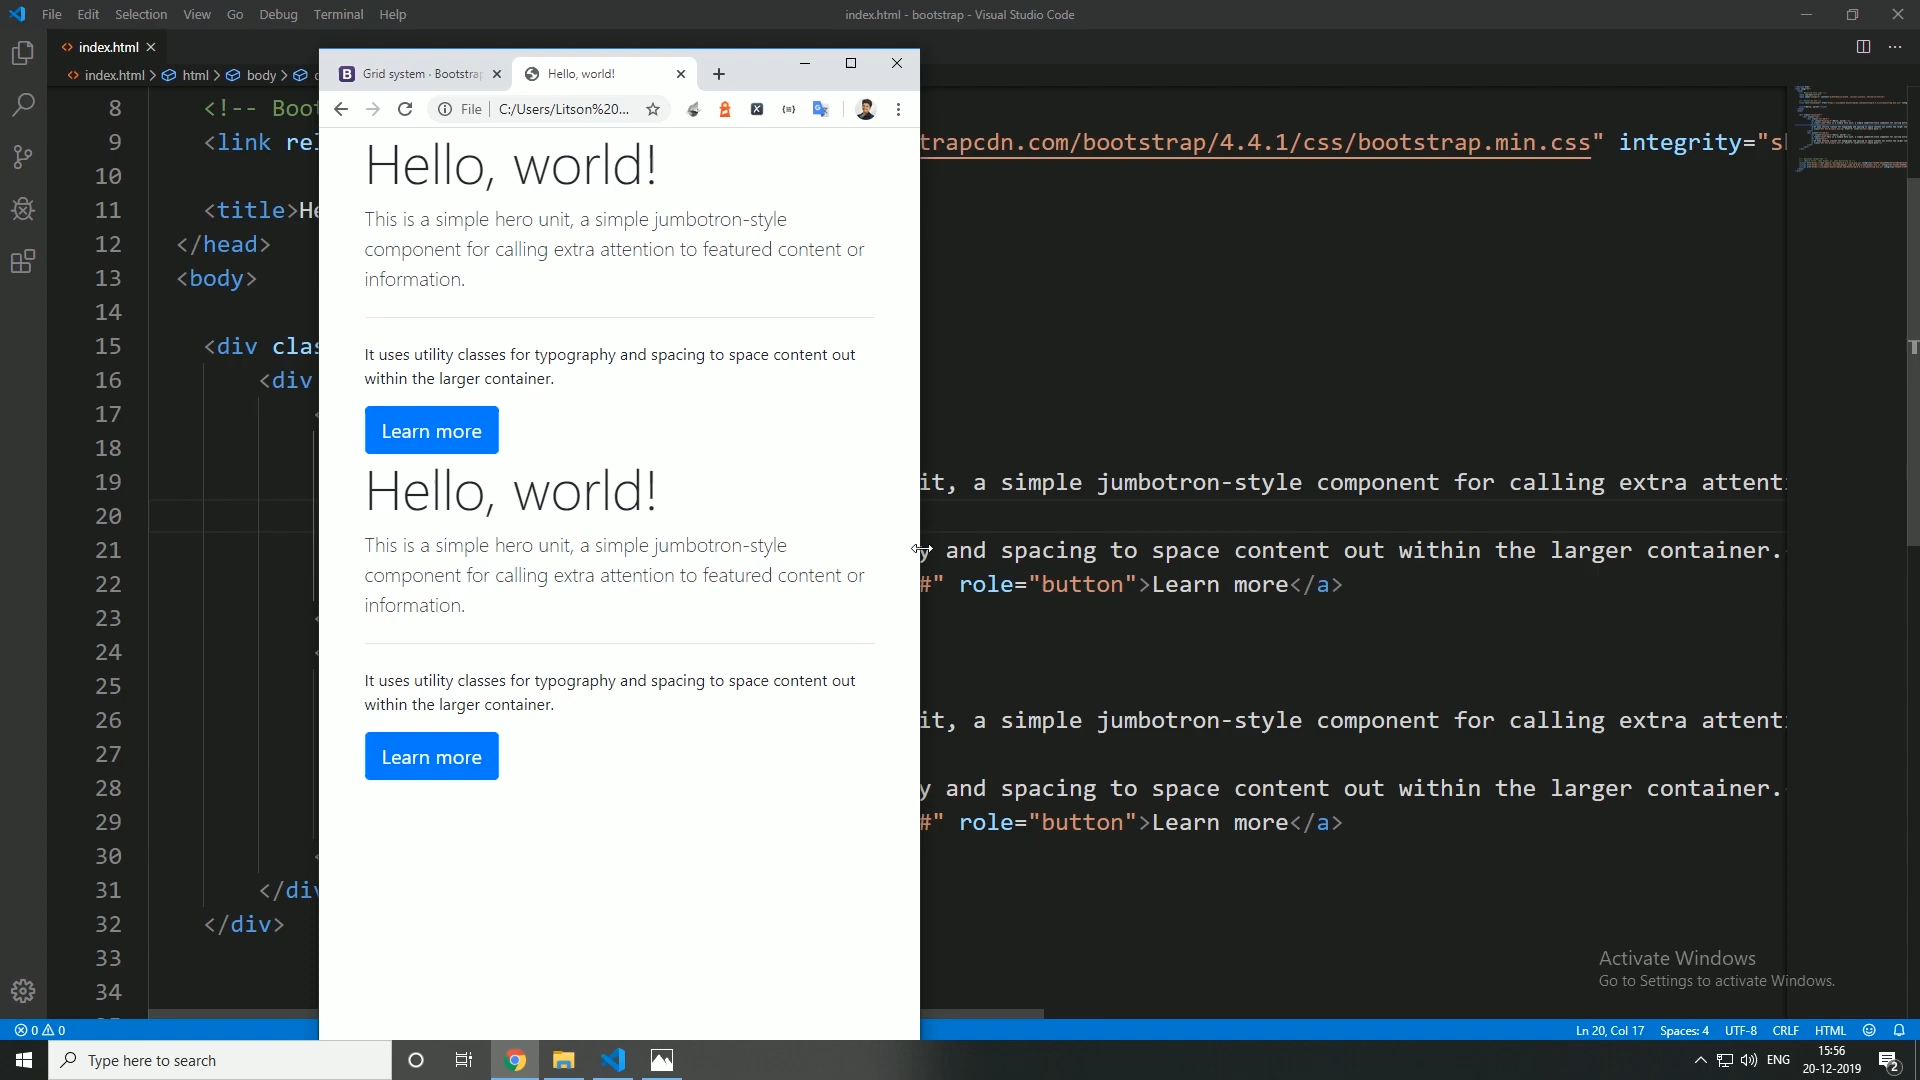 File Edit Selection View Go Debug Terminal Help
index.html - bootstrap - Visual Studio Code
index.html
index.html > html > body >
8 <!-- Boot
9 <link rel
trapcdn.com/bootstrap/4.4.1/css/bootstrap.min.css" integrity="sh
10
11 <title>He
12 </head>
13 <body>
14
15 <div clas
16 <div
17 <
18
19
it, a simple jumbotron-style component for calling extra attenti
20
21
y and spacing to space content out within the larger container.
22
#" role="button">Learn more</a>
23 <
24 <
25
26
it, a simple jumbotron-style component for calling extra attenti
27
28
y and spacing to space content out within the larger container.
29
#" role="button">Learn more</a>
30 <
31 </div
32 </div>
33
34
Grid system · Bootstrap
Hello, world!
File | C:/Users/Litson%20...
Hello, world!
This is a simple hero unit, a simple jumbotron-style
component for calling extra attention to featured content or
information.
It uses utility classes for typography and spacing to space content out
within the larger container.
Learn more
Hello, world!
This is a simple hero unit, a simple jumbotron-style
component for calling extra attention to featured content or
information.
It uses utility classes for typography and spacing to space content out
within the larger container.
Learn more
Activate Windows
Go to Settings to activate Windows.
0 0
Ln 20, Col 17 Spaces: 4 UTF-8 CRLF HTML
Type here to search
ENG
15:56
20-12-2019
2